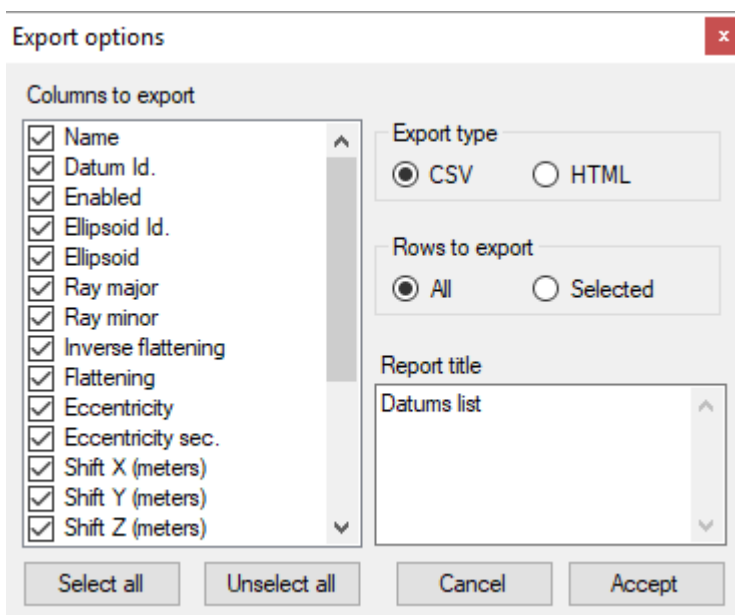 Export options
x
Columns to export
Name
Datum Id.
Enabled
Ellipsoid Id.
Ellipsoid
Ray major
Ray minor
Inverse flattening
Flattening
Eccentricity
Eccentricity sec.
Shift X (meters)
Shift Y (meters)
Shift Z (meters)
Select all
Unselect all
Export type
CSV
HTML
Rows to export
All
Selected
Report title
Datums list
Cancel
Accept